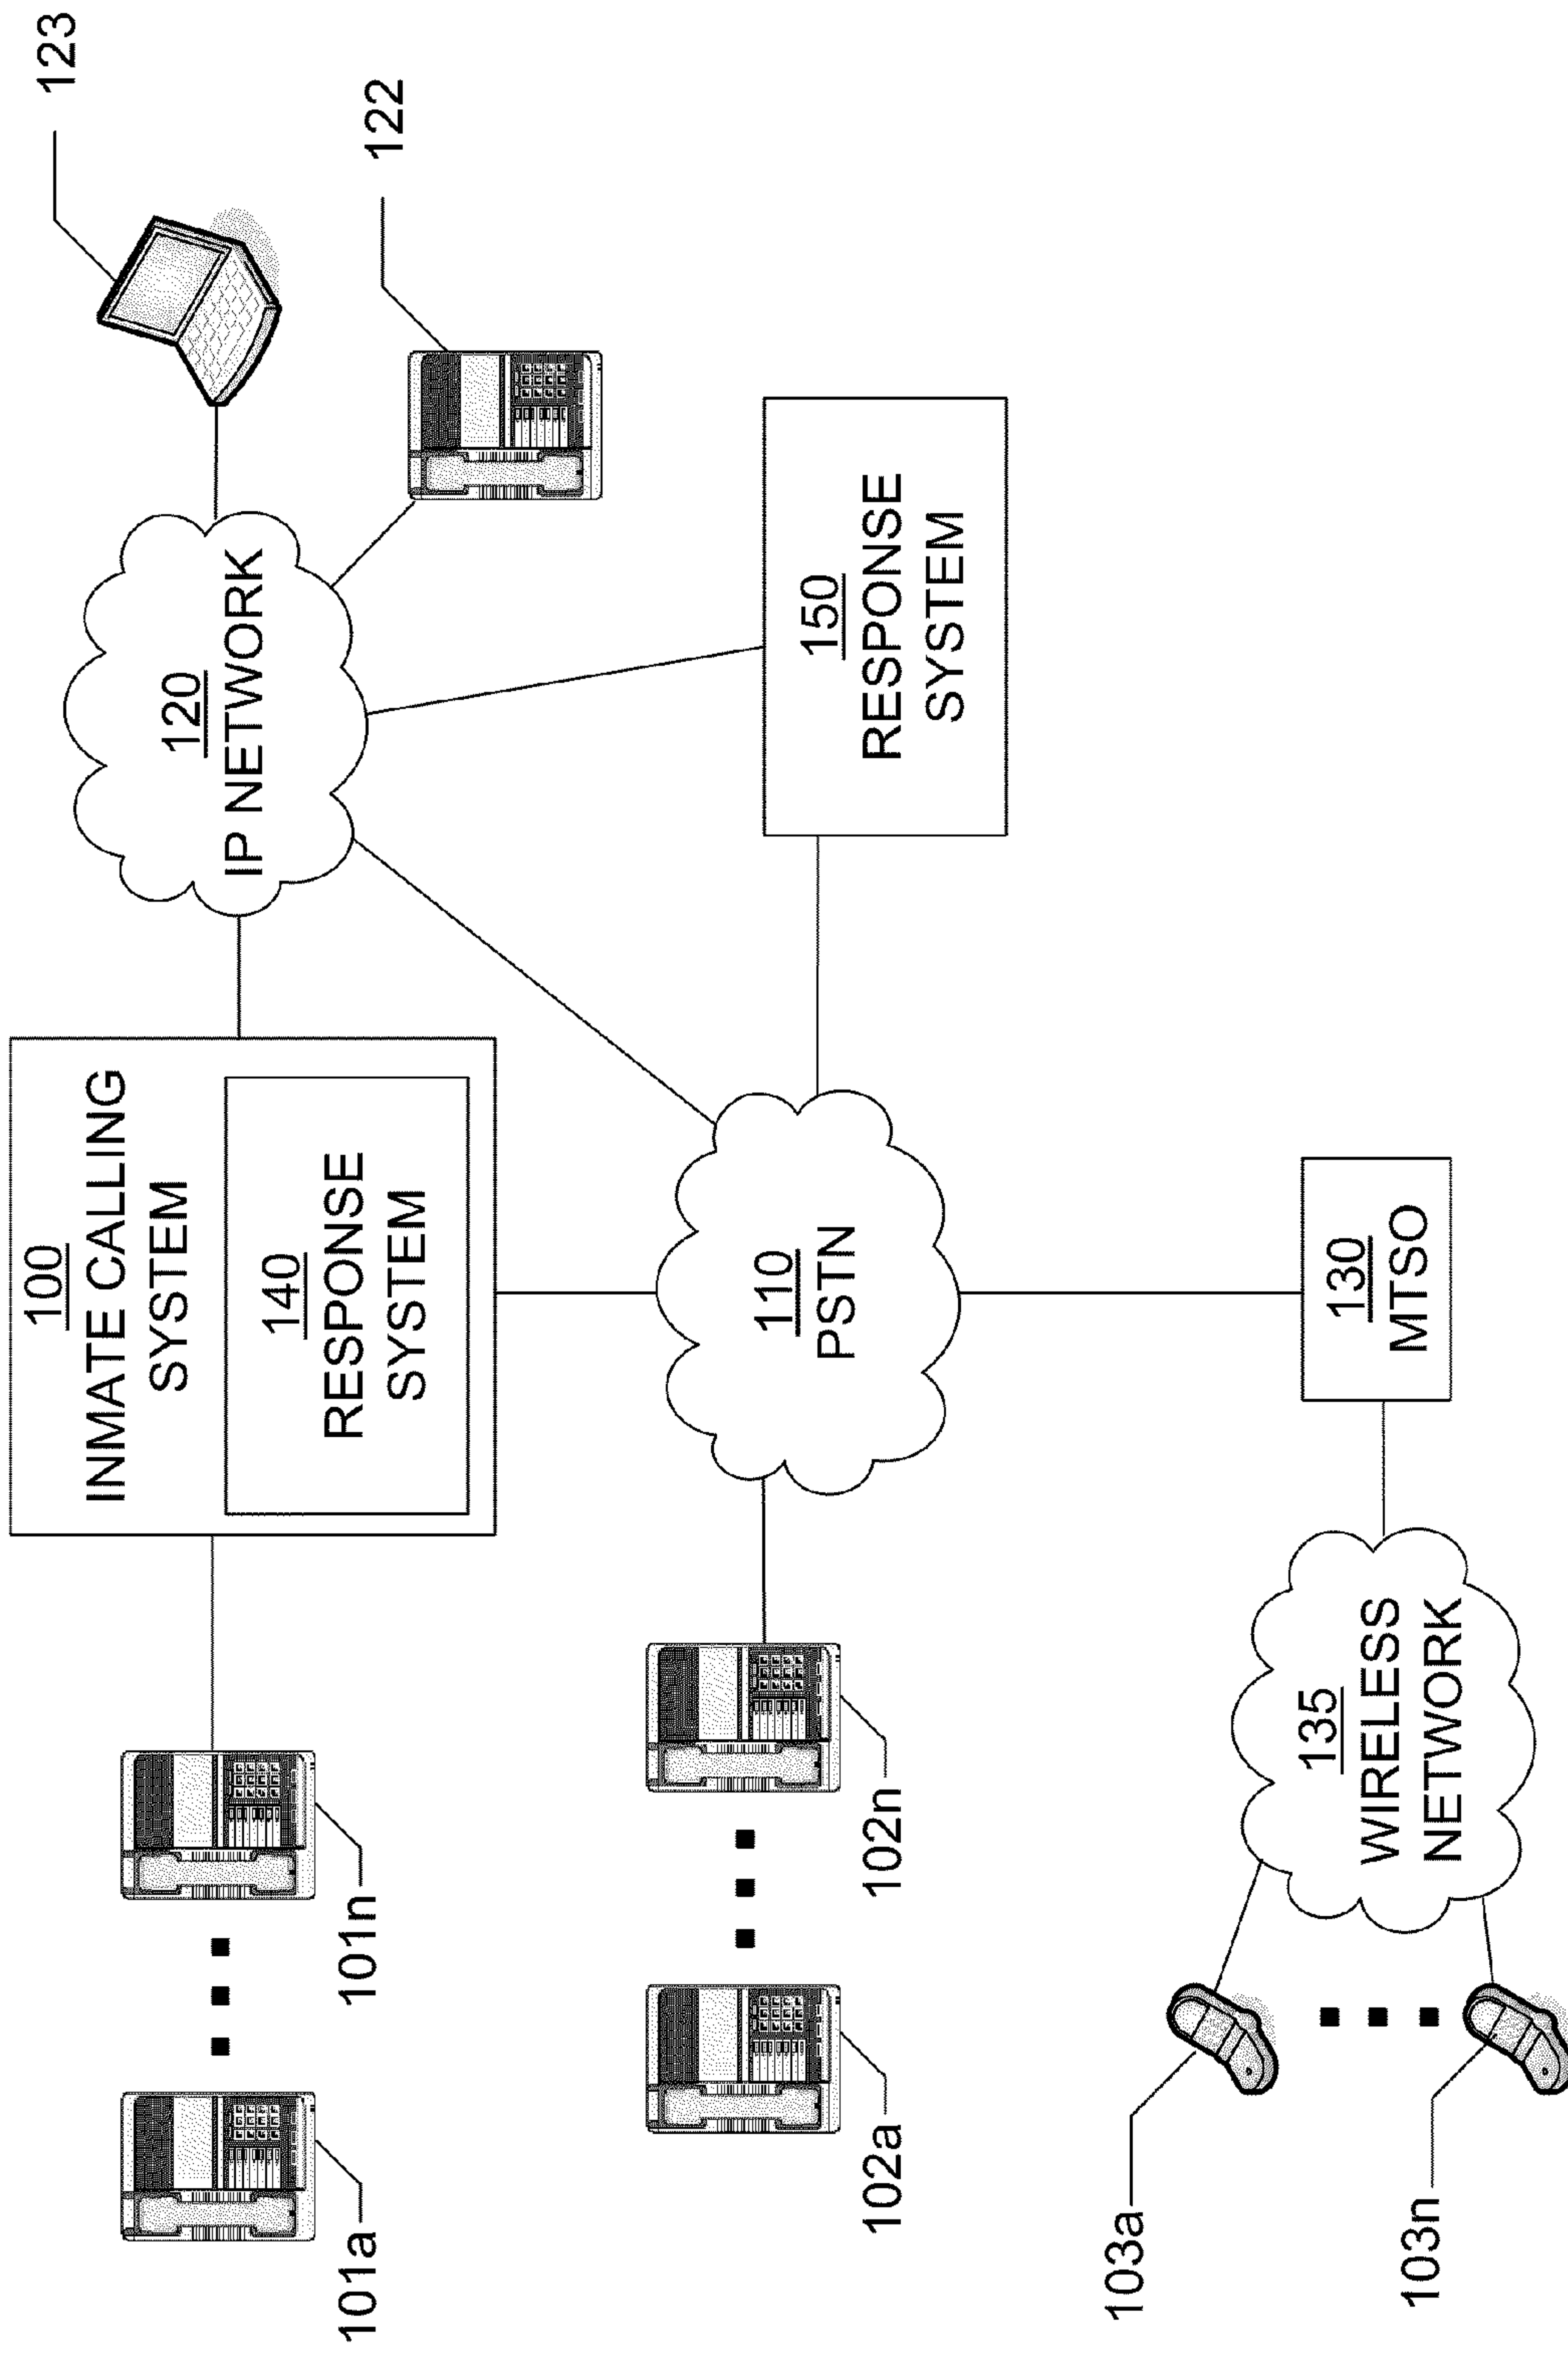 101a
101n
100
INMATE CALLING
SYSTEM
140
RESPONSE
SYSTEM
120
IP NETWORK
123
122
102a
102n
110
PSTN
150
RESPONSE
SYSTEM
103a
103n
135
WIRELESS
NETWORK
130
MTSO